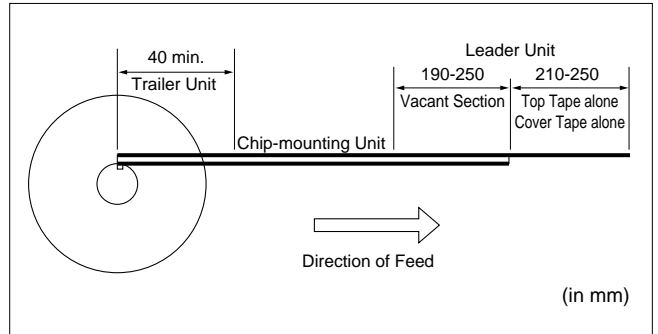 Leader Unit
40 min.
Trailer Unit
190-250
Vacant Section
210-250
Top Tape alone
Cover Tape alone
Chip-mounting Unit
Direction of Feed
(in mm)